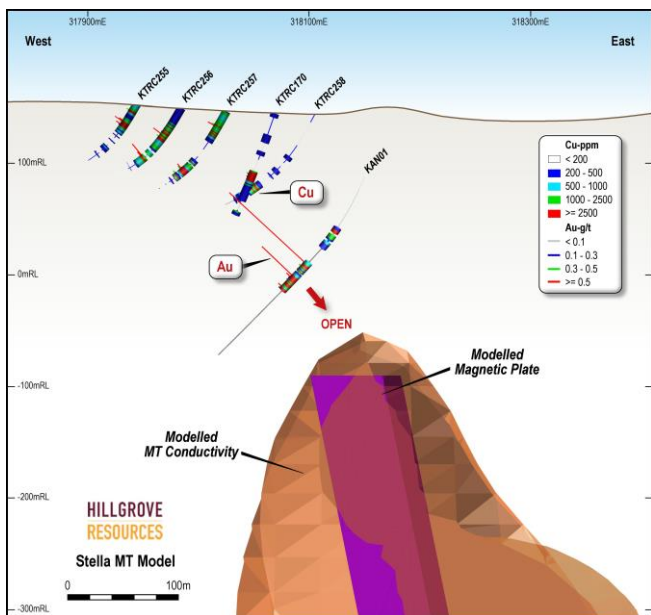 317900mE
318100mE
318300mE
West
East
KTRC255
KTRC256
KTRC257
KTRC170
KTRC258
KAN01
100mRL
0mRL
-100mRL
-200mRL
-300mRL
Cu-ppm
< 200
200 - 500
500 - 1000
1000 - 2500
>= 2500
Au-g/t
< 0.1
0.1 - 0.3
0.3 - 0.5
>= 0.5
Cu
Au
OPEN
Modelled
Magnetic Plate
Modelled
MT Conductivity
HILLGROVE
RESOURCES
Stella MT Model
0
100m